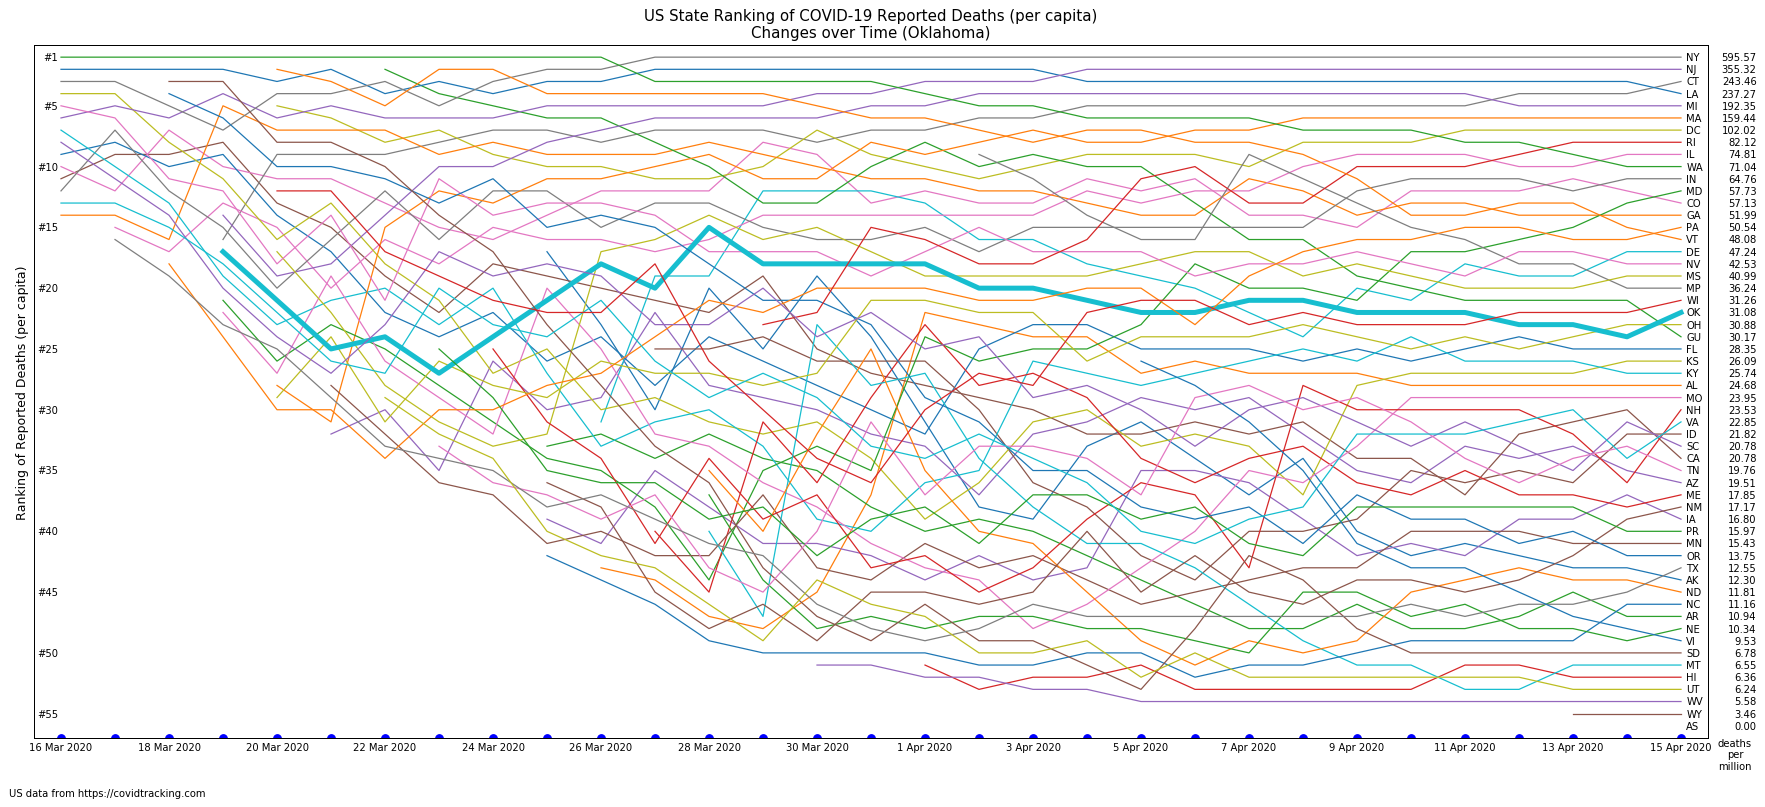 US State Ranking of COVID-19 Reported Deaths (per capita)
Changes over Time (Oklahoma)
Ranking of Reported Deaths (per capita)
#1
#5
#10
#15
#20
#25
#30
#35
#40
#45
#50
#55
NY 595.57
NJ 355.32
CT 243.46
LA 237.27
MI 192.35
MA 159.44
DC 102.02
RI 82.12
IL 74.81
WA 71.04
IN 64.76
MD 57.73
CO 57.13
GA 51.99
PA 50.54
VT 48.08
DE 47.24
NV 42.53
MS 40.99
MP 36.24
WI 31.26
OK 31.08
OH 30.88
GU 30.17
FL 28.35
KS 26.09
KY 25.74
AL 24.68
MO 23.95
NH 23.53
VA 22.85
ID 21.82
SC 20.78
CA 20.78
TN 19.76
AZ 19.51
ME 17.85
NM 17.17
IA 16.80
PR 15.97
MN 15.43
OR 13.75
TX 12.55
AK 12.30
ND 11.81
NC 11.16
AR 10.94
NE 10.34
VI 9.53
SD 6.78
MT 6.55
HI 6.36
UT 6.24
WV 5.58
WY 3.46
AS 0.00
16 Mar 2020 18 Mar 2020 20 Mar 2020 22 Mar 2020 24 Mar 2020 26 Mar 2020 28 Mar 2020 30 Mar 2020 1 Apr 2020 3 Apr 2020 5 Apr 2020 7 Apr 2020 9 Apr 2020 11 Apr 2020 13 Apr 2020 15 Apr 2020
deaths
per
million
US data from https://covidtracking.com